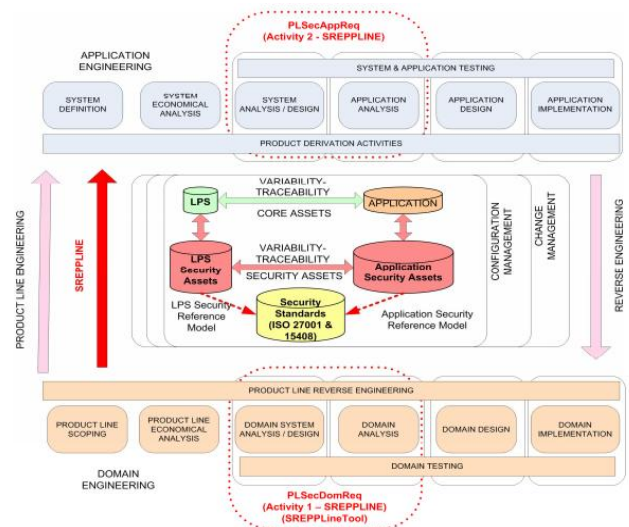 PLSecAppReq
(Activity 2 - SREPPLINE)
APPLICATION
ENGINEERING
SYSTEM & APPLICATION TESTING
SYSTEM
DEFINITION
SYSTEM
ECONOMICAL
ANALYSIS
SYSTEM
ANALYSIS / DESIGN
APPLICATION
ANALYSIS
APPLICATION
DESIGN
APPLICATION
IMPLEMENTATION
PRODUCT DERIVATION ACTIVITIES
PRODUCT LINE ENGINEERING
SREPPLINE
VARIABILITY-
TRACEABILITY
LPS
APPLICATION
CORE ASSETS
VARIABILITY-
TRACEABILITY
LPS
Security
Assets
SECURITY ASSETS
Application
Security Assets
LPS Security
Reference
Model
Security
Standards
(ISO 27001 &
15408)
Application Security
Reference Model
CONFIGURATION
MANAGEMENT
CHANGE
MANAGEMENT
REVERSE ENGINEERING
PRODUCT LINE REVERSE ENGINEERING
PRODUCT LINE
SCOPING
PRODUCT LINE
ECONOMICAL
ANALYSIS
DOMAIN SYSTEM
ANALYSIS / DESIGN
DOMAIN
ANALYSIS
DOMAIN DESIGN
DOMAIN
IMPLEMENTATION
DOMAIN TESTING
DOMAIN
ENGINEERING
PLSecDomReq
(Activity 1 – SREPPLINE)
(SREPPLineTool)